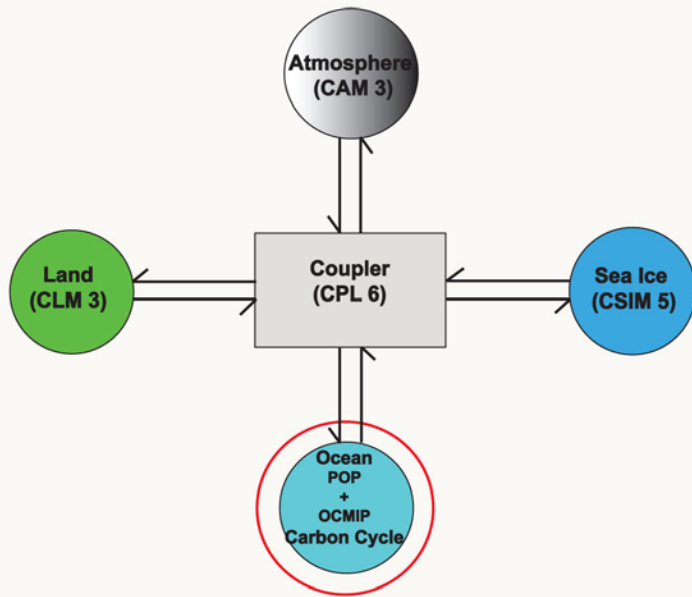 Atmosphere
(CAM 3)
Land
(CLM 3)
Coupler
(CPL 6)
Sea Ice
(CSIM 5)
Ocean
POP
+
OCMIP
Carbon Cycle